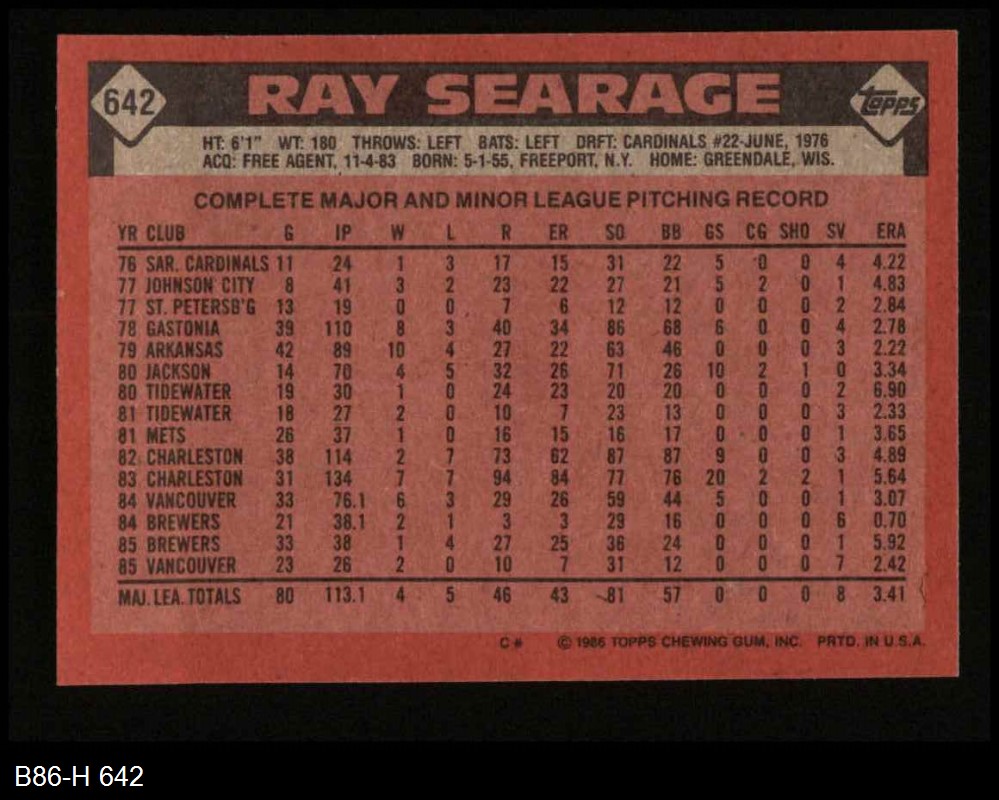 642 RAY SEARAGE Topps
HT: 6'1" WT: 180 THROWS: LEFT BATS: LEFT DRFT: CARDINALS #22-JUNE, 1976
ACQ: FREE AGENT, 11-4-83 BORN: 5-1-55, FREEPORT, N.Y. HOME: GREENDALE, WIS.
COMPLETE MAJOR AND MINOR LEAGUE PITCHING RECORD
YR CLUB G IP W L R ER SO BB GS CG SHO SV ERA
76 SAR. CARDINALS 11 24 1 3 17 15 31 22 5 0 0 4 4.22
77 JOHNSON CITY 8 41 3 2 23 22 27 21 5 2 0 1 4.83
77 ST. PETERSB'G 13 19 0 0 7 6 12 12 0 0 0 2 2.84
78 GASTONIA 39 110 8 3 40 34 86 68 6 0 0 4 2.78
79 ARKANSAS 42 89 10 4 27 22 63 46 0 0 0 3 2.22
80 JACKSON 14 70 4 5 32 26 71 26 10 2 1 0 3.34
80 TIDEWATER 19 30 1 0 24 23 20 20 0 0 0 2 6.90
81 TIDEWATER 18 27 2 0 10 7 23 13 0 0 0 3 2.33
81 METS 26 37 1 0 16 15 16 17 0 0 0 1 3.65
82 CHARLESTON 38 114 2 7 73 62 87 87 9 0 0 3 4.89
83 CHARLESTON 31 134 7 7 94 84 77 76 20 2 2 1 5.64
84 VANCOUVER 33 76.1 6 3 29 26 59 44 5 0 0 1 3.07
84 BREWERS 21 38.1 2 1 3 3 29 16 0 0 0 6 0.70
85 BREWERS 33 38 1 4 27 25 36 24 0 0 0 1 5.92
85 VANCOUVER 23 26 2 0 10 7 31 12 0 0 0 7 2.42
MAJ. LEA. TOTALS 80 113.1 4 5 46 43 81 57 0 0 0 8 3.41
C# © 1986 TOPPS CHEWING GUM, INC. PRTD. IN U.S.A.
B86-H 642